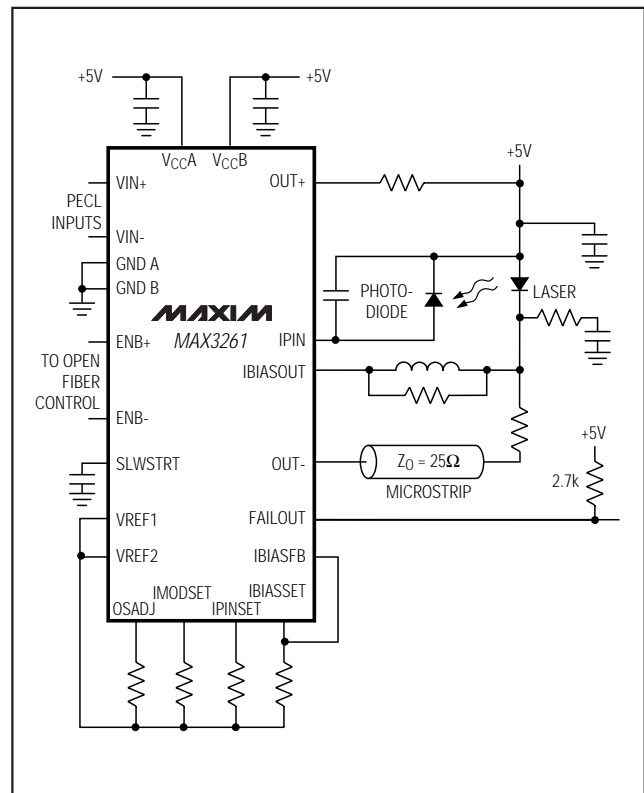 +5V
+5V
VCCA VCCB
+5V
VIN+
OUT+
PECL
INPUTS
VIN-
GND A
GND B
PHOTO-
DIODE
LASER
MAXIM
MAX3261
ENB+
IPIN
TO OPEN
FIBER
CONTROL
IBIASOUT
ENB-
+5V
SLWSTRT
OUT-
Z0 = 25Ω
MICROSTRIP
2.7k
VREF1
FAILOUT
VREF2
IBIASFB
OSADJ
IMODSET
IPINSET
IBIASSET